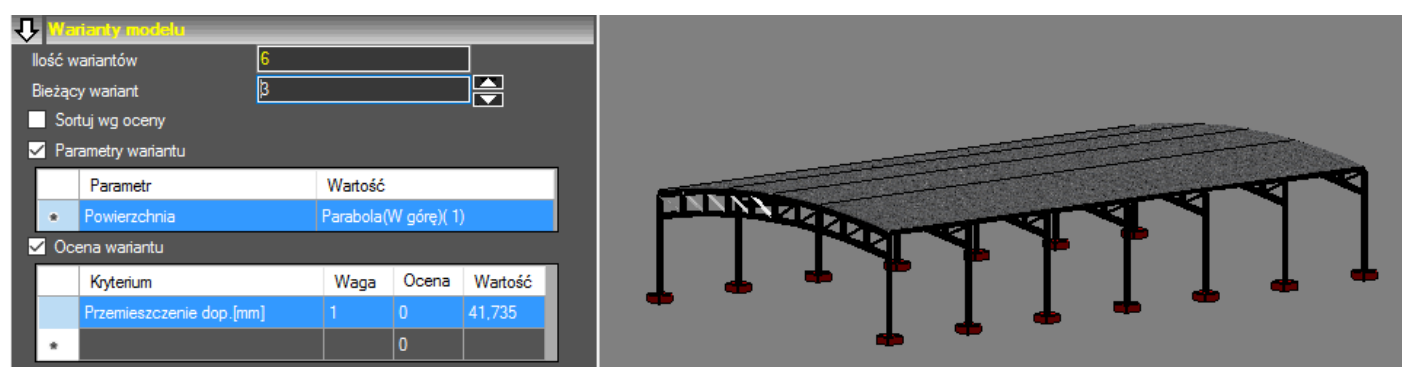 Warianty modelu
Ilość wariantów 6
Bieżący wariant 3
Sortuj wg oceny
Parametry wariantu
Parametr Wartość
* Powierzchnia Parabola(W górę)( 1)
Ocena wariantu
Kryterium Waga Ocena Wartość
Przemieszczenie dop.[mm] 1 0 41,735
* 0